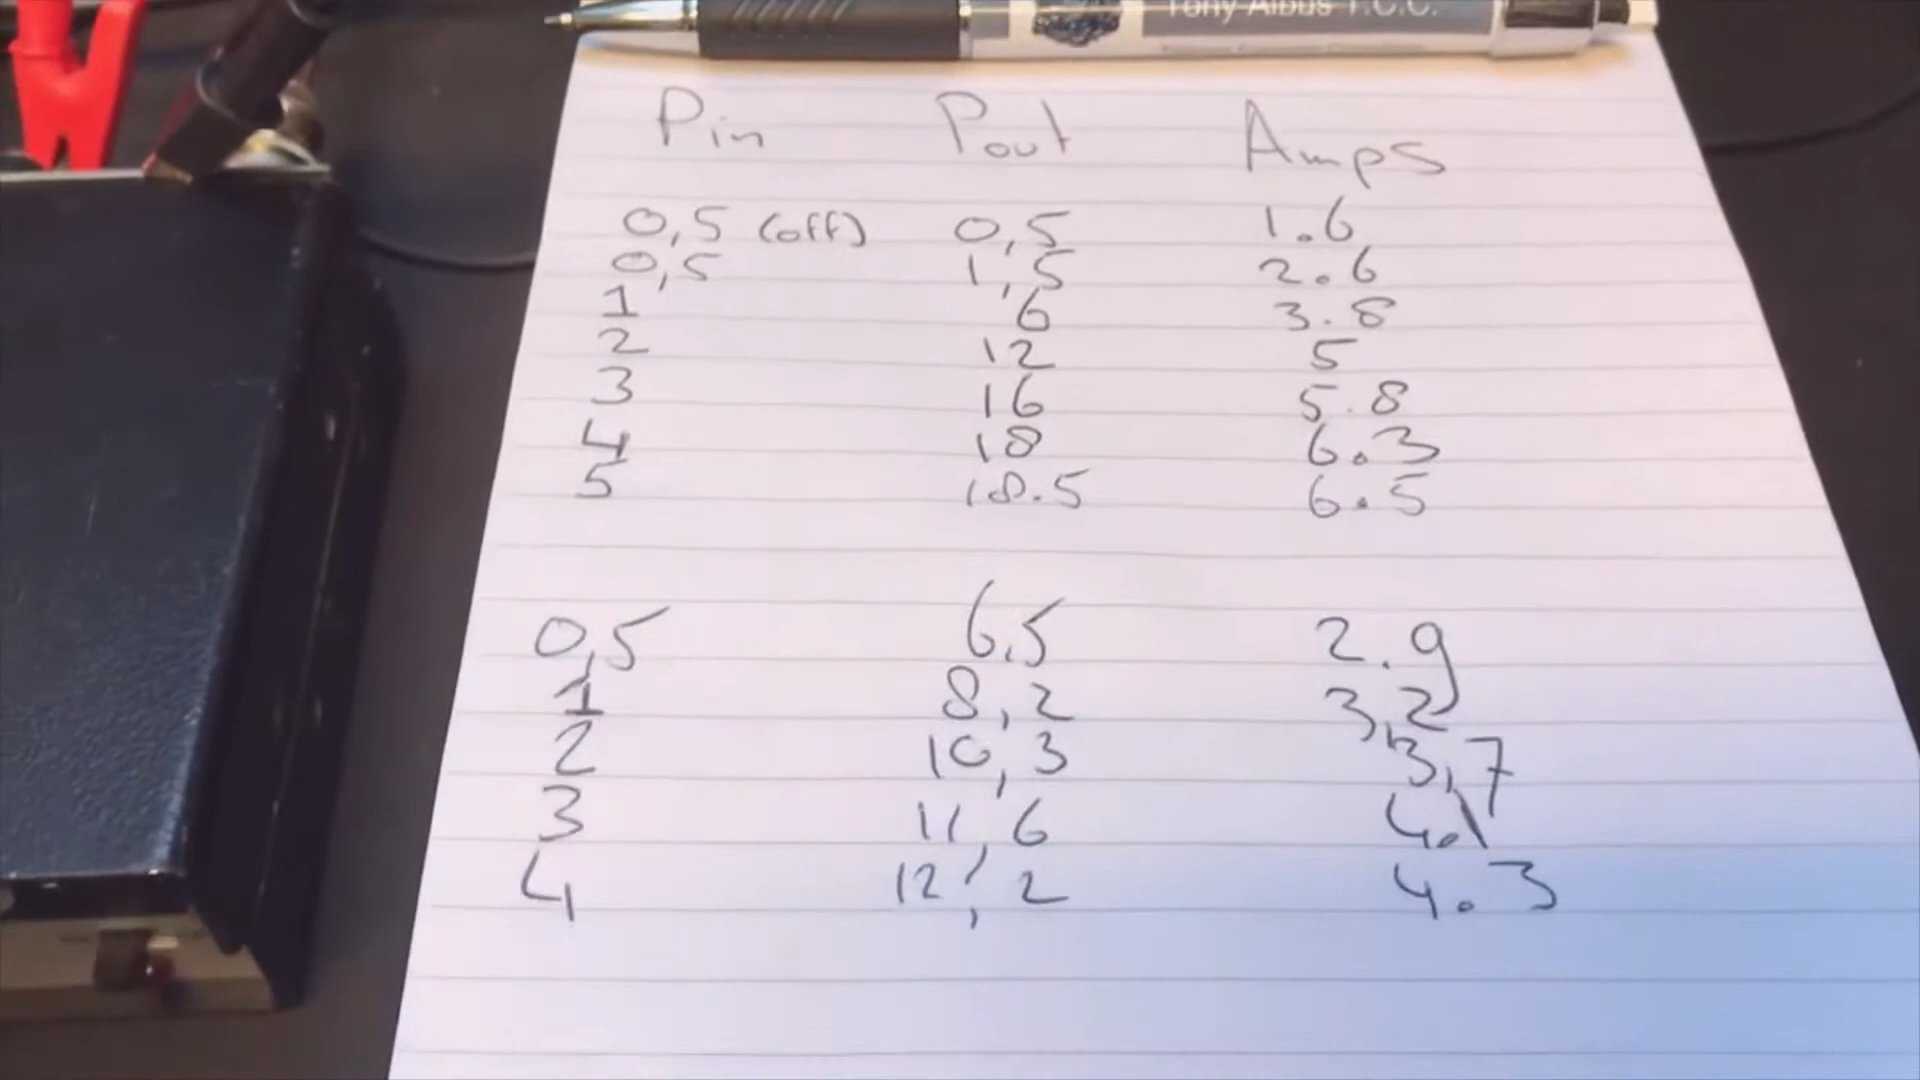 Tony Albus T.C.C.
Pin Pout Amps
0,5 (off) 0,5 1.6
0,5 1,5 2.6
1 6 3.8
2 12 5
3 16 5.8
4 18 6.3
5 18.5 6.5
0,5 6,5 2.9
1 8,2 3,2
2 10,3 3,7
3 11,6 4.1
4 12,2 4.3